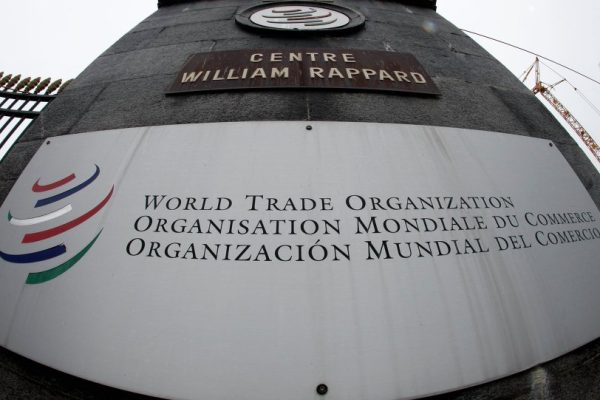 CENTRE
WILLIAM RAPPARD
WORLD TRADE ORGANIZATION
ORGANISATION MONDIALE DU COMMERCE
ORGANIZACIÓN MUNDIAL DEL COMERCIO